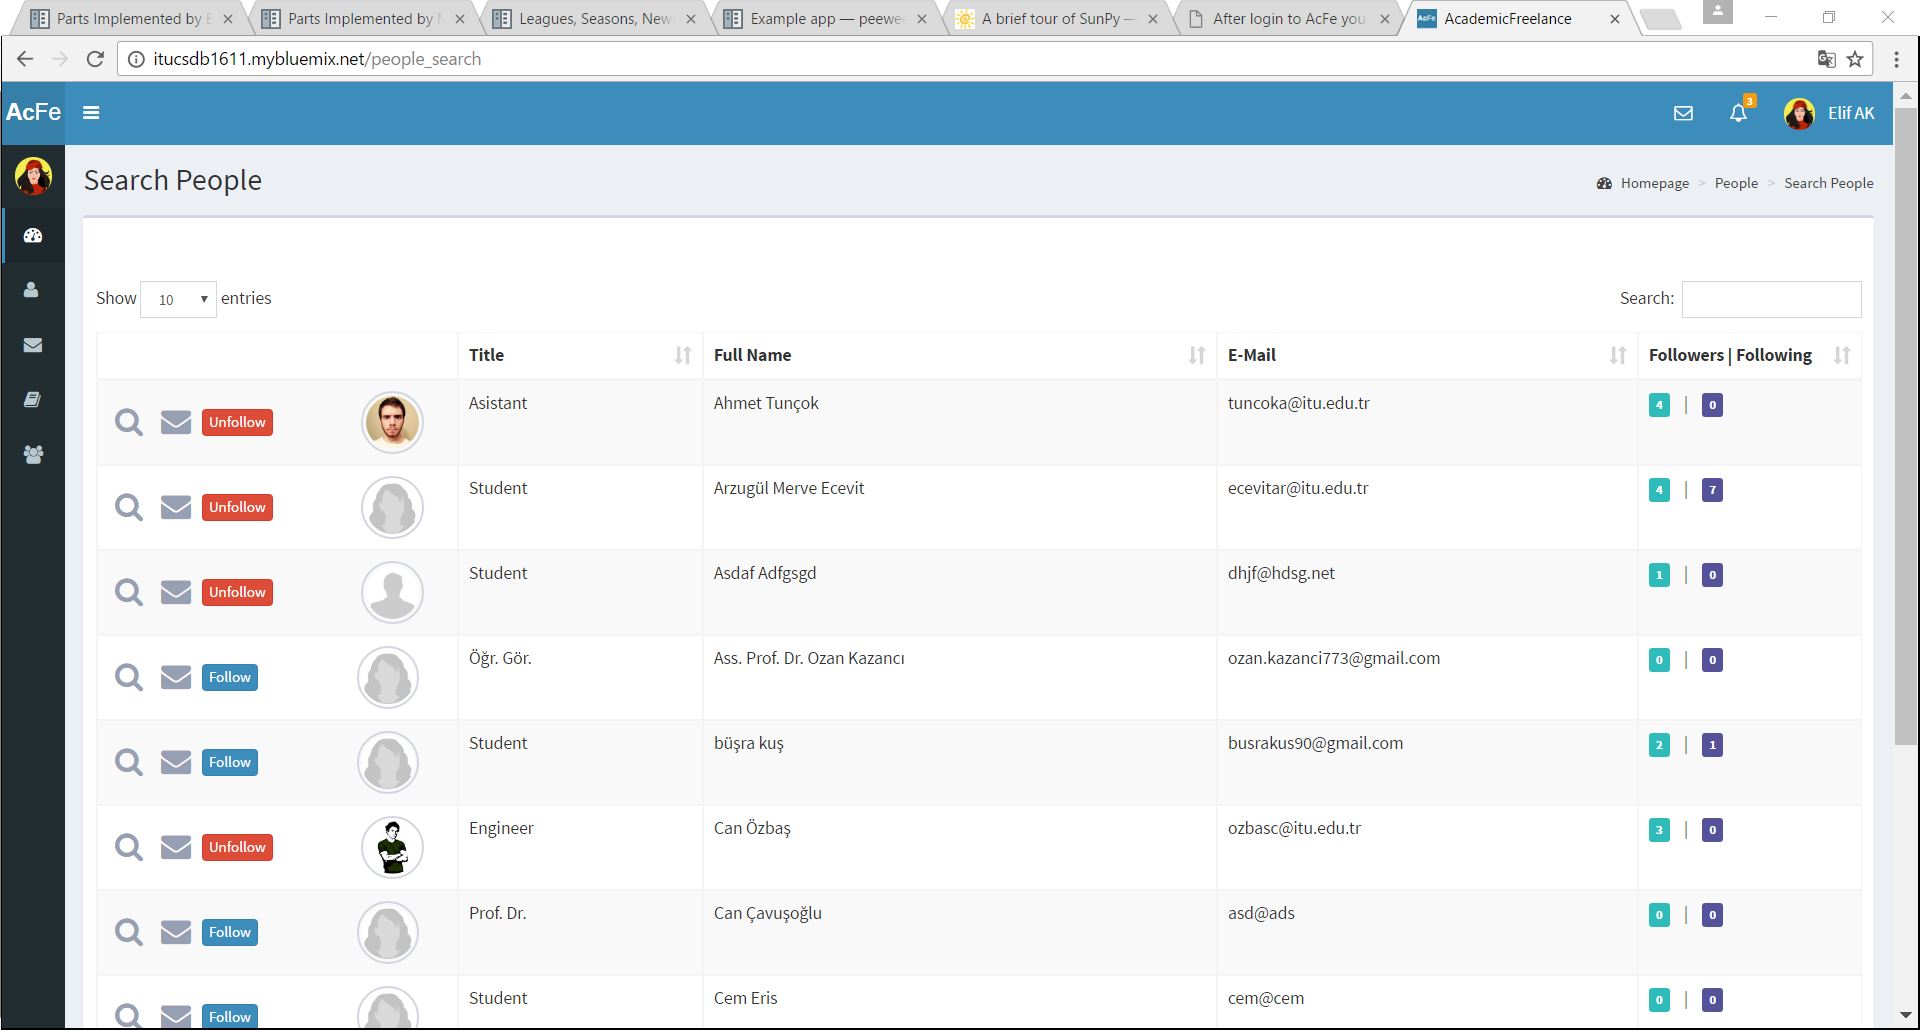 Parts Implemented by E
Parts Implemented by M
Leagues, Seasons, New
Example app — peewe
A brief tour of SunPy —
After login to AcFe you
AcFe AcademicFreelance
itucsdb1611.mybluemix.net/people_search
AcFe
3
Elif AK
Search People
Homepage > People > Search People
Show 10 entries
Search:
Title Full Name E-Mail Followers | Following
Unfollow Asistant Ahmet Tunçok tuncoka@itu.edu.tr 4 | 0
Unfollow Student Arzugül Merve Ecevit ecevitar@itu.edu.tr 4 | 7
Unfollow Student Asdaf Adfgsgd dhjf@hdsg.net 1 | 0
Follow Öğr. Gör. Ass. Prof. Dr. Ozan Kazancı ozan.kazanci773@gmail.com 0 | 0
Follow Student büşra kuş busrakus90@gmail.com 2 | 1
Unfollow Engineer Can Özbaş ozbasc@itu.edu.tr 3 | 0
Follow Prof. Dr. Can Çavuşoğlu asd@ads 0 | 0
Follow Student Cem Eris cem@cem 0 | 0